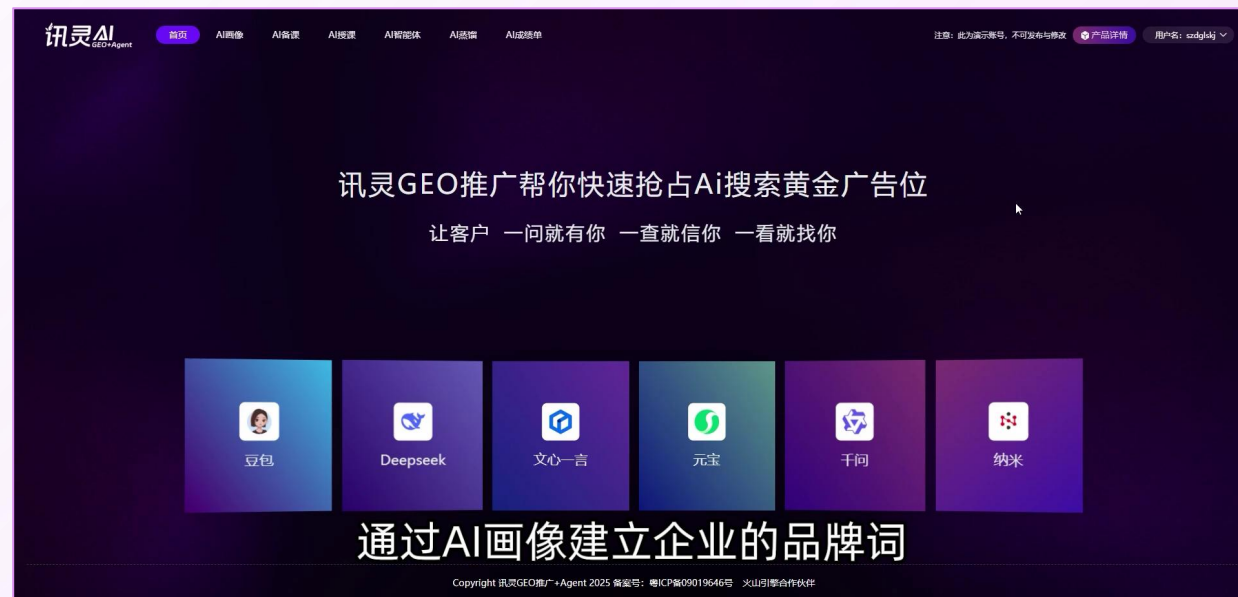 讯灵AI
GEO+Agent
首页 AI画像 AI备课 AI授课 AI智能体 AI蒸馏 AI成绩单
注意：此为演示账号，不可发布与修改 产品详情 用户名：szdglskj
讯灵GEO推广帮你快速抢占Ai搜索黄金广告位
让客户 一问就有你 一查就信你 一看就找你
豆包 Deepseek 文心一言 元宝 千问 纳米
通过AI画像建立企业的品牌词
Copyright 讯灵GEO推广+Agent 2025 备案号：粤ICP备09019646号 火山引擎合作伙伴